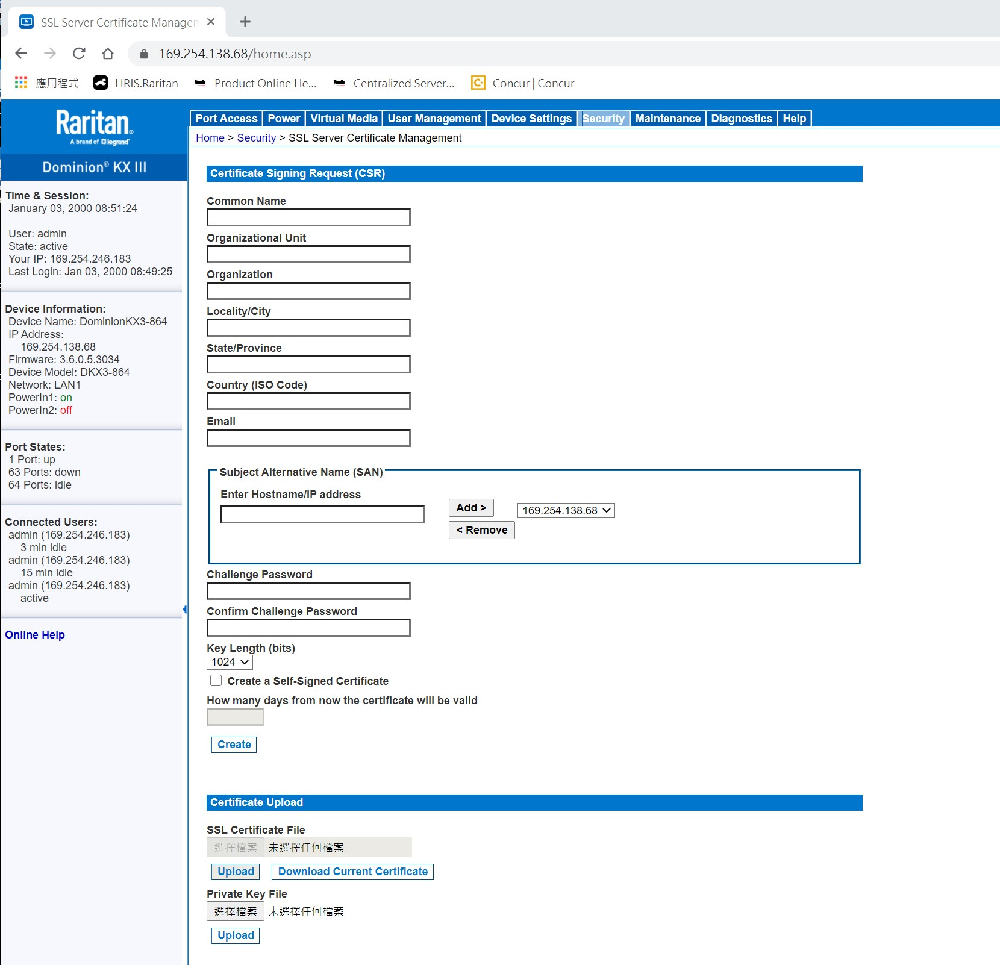 SSL Server Certificate Managen
169.254.138.68/home.asp
應用程式 HRIS.Raritan Product Online He... Centralized Server... Concur | Concur
Raritan.
A brand of legrand
Dominion® KX III
Port Access Power Virtual Media User Management Device Settings Security Maintenance Diagnostics Help
Home > Security > SSL Server Certificate Management
Time & Session:
January 03, 2000 08:51:24
User: admin
State: active
Your IP: 169.254.246.183
Last Login: Jan 03, 2000 08:49:25
Device Information:
Device Name: DominionKX3-864
IP Address:
169.254.138.68
Firmware: 3.6.0.5.3034
Device Model: DKX3-864
Network: LAN1
PowerIn1: on
PowerIn2: off
Port States:
1 Port: up
63 Ports: down
64 Ports: idle
Connected Users:
admin (169.254.246.183)
3 min idle
admin (169.254.246.183)
15 min idle
admin (169.254.246.183)
active
Online Help
Certificate Signing Request (CSR)
Common Name
Organizational Unit
Organization
Locality/City
State/Province
Country (ISO Code)
Email
Subject Alternative Name (SAN)
Enter Hostname/IP address
Add >
169.254.138.68
< Remove
Challenge Password
Confirm Challenge Password
Key Length (bits)
1024
Create a Self-Signed Certificate
How many days from now the certificate will be valid
Create
Certificate Upload
SSL Certificate File
選擇檔案 未選擇任何檔案
Upload Download Current Certificate
Private Key File
選擇檔案 未選擇任何檔案
Upload